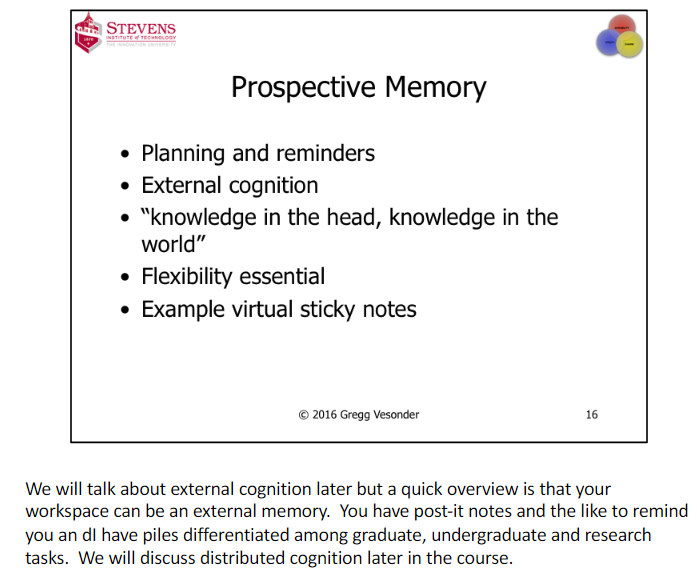 STEVENS
INSTITUTE of TECHNOLOGY
THE INNOVATION UNIVERSITY
Prospective Memory
• Planning and reminders
• External cognition
• “knowledge in the head, knowledge in the
world”
• Flexibility essential
• Example virtual sticky notes
© 2016 Gregg Vesonder
16
We will talk about external cognition later but a quick overview is that your
workspace can be an external memory.  You have post-it notes and the like to remind
you an dI have piles differentiated among graduate, undergraduate and research
tasks.  We will discuss distributed cognition later in the course.